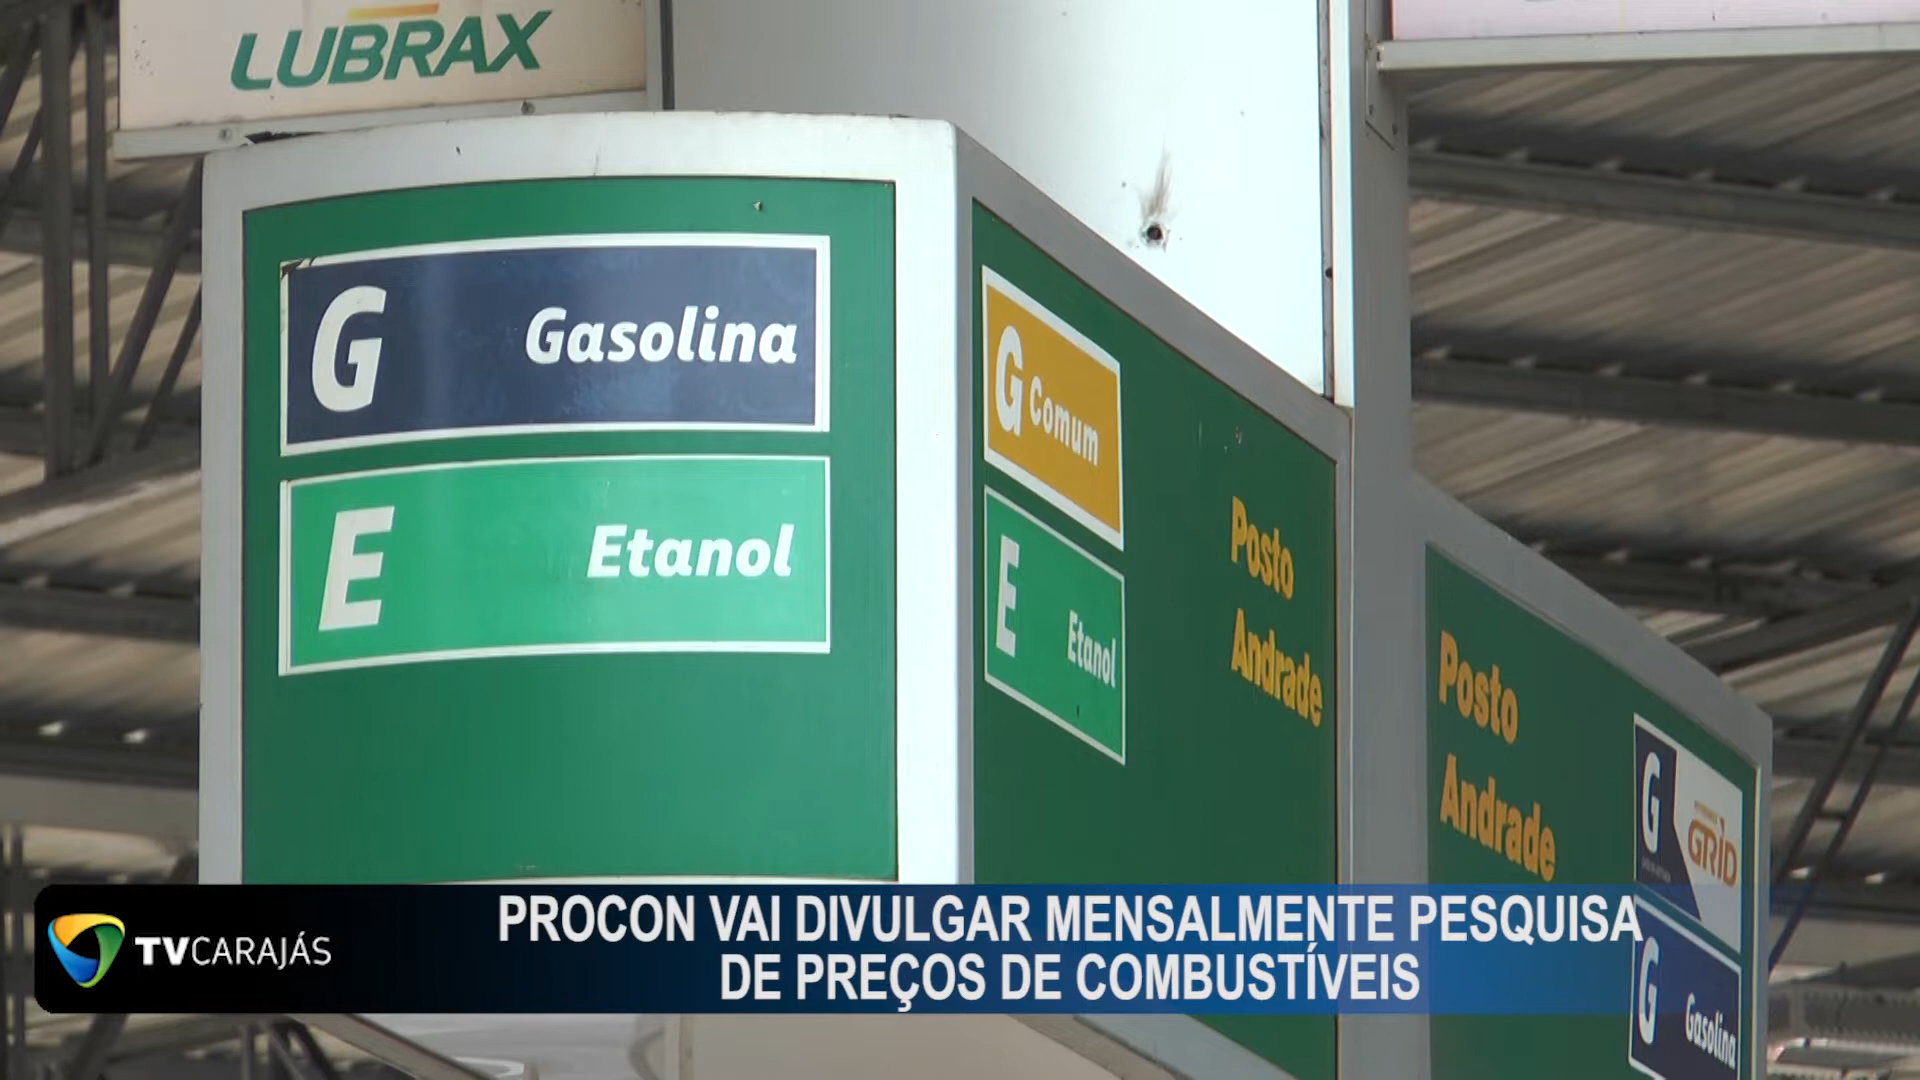 LUBRAX
G Gasolina
E Etanol
G Comum
E Etanol
Posto
Andrade
Posto
Andrade
G
GRID
G Gasolina
TVCARAJÁS
PROCON VAI DIVULGAR MENSALMENTE PESQUISA
DE PREÇOS DE COMBUSTÍVEIS